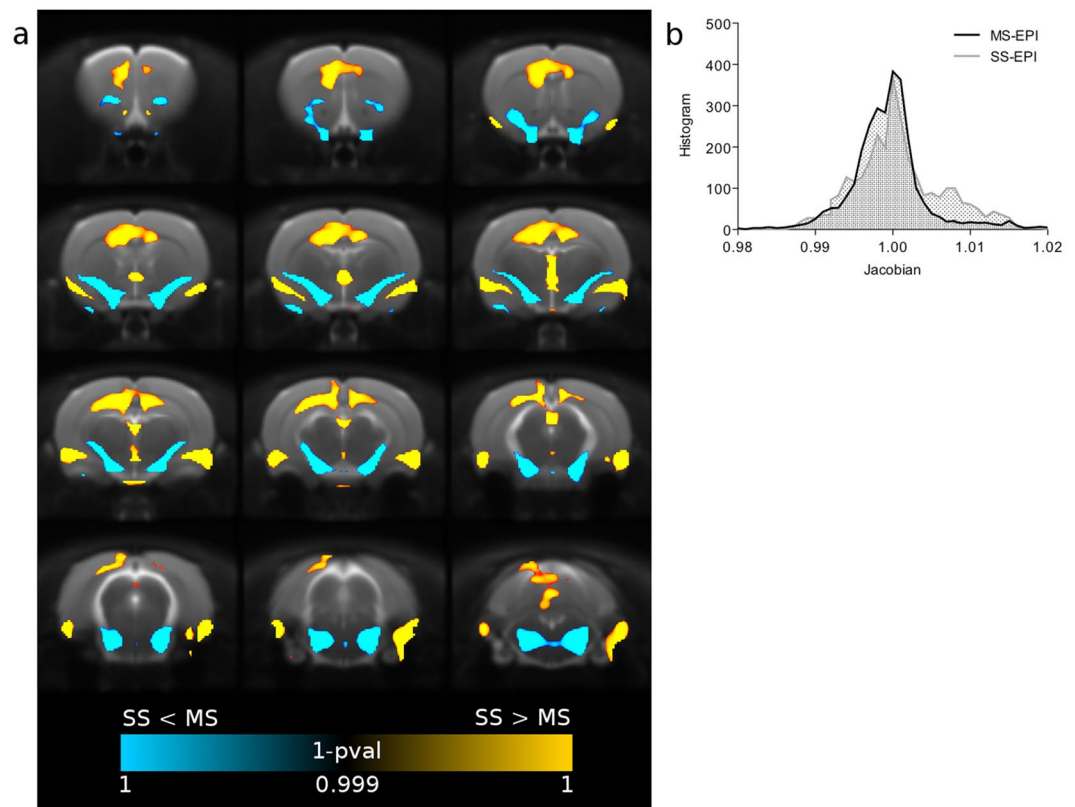 a
SS < MS
SS > MS
1-pval
1
0.999
1
b
MS-EPI
SS-EPI
500
400
300
200
100
0
Histogram
0.98
0.99
1.00
1.01
1.02
Jacobian